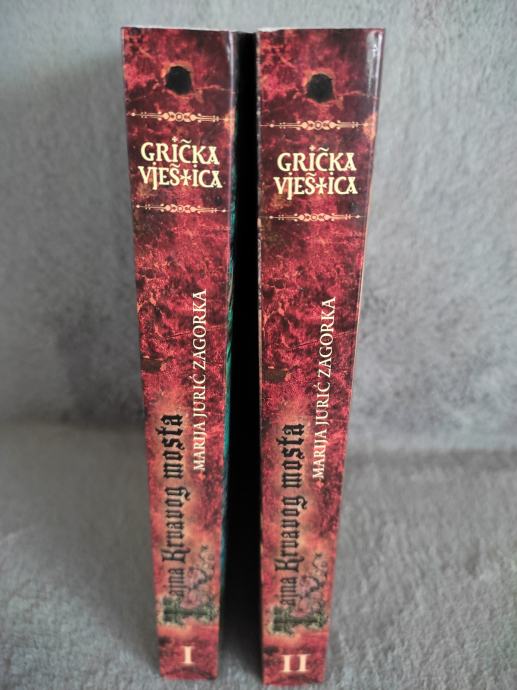 GRIČKA
VJEŠTICA
MARIJA JURIĆ ZAGORKA
Tajna Krvavog mosta
I
GRIČKA
VJEŠTICA
MARIJA JURIĆ ZAGORKA
Tajna Krvavog mosta
II